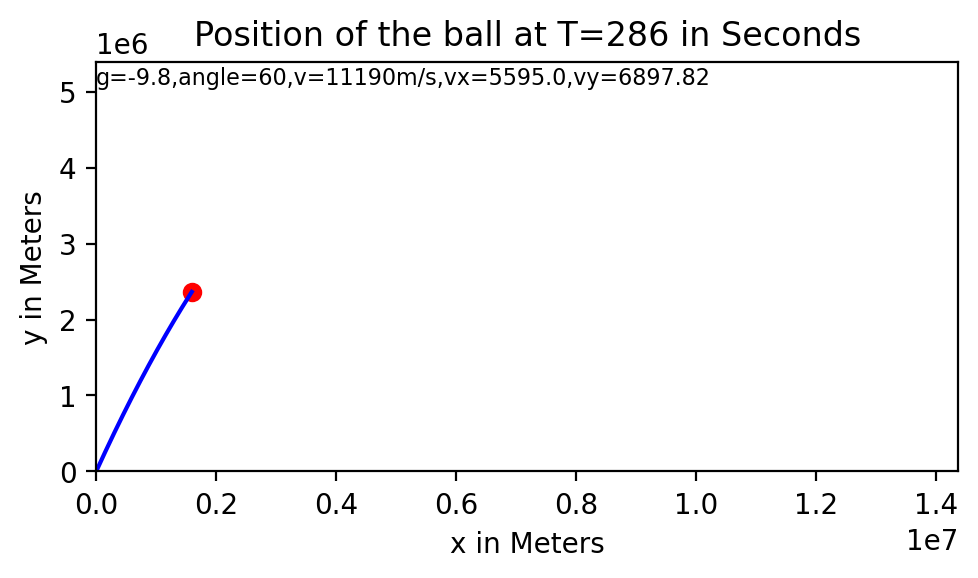 Position of the ball at T=286 in Seconds
1e6
g=-9.8,angle=60,v=11190m/s,vx=5595.0,vy=6897.82
5
4
3
2
1
0
y in Meters
0.0 0.2 0.4 0.6 0.8 1.0 1.2 1.4
1e7
x in Meters